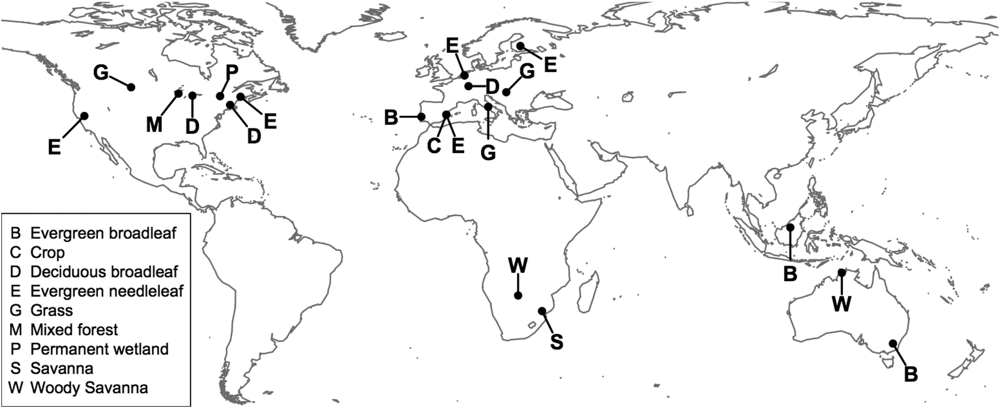 E
E
G
P
G
D
B
M
D
E
D
E
C
E
G
B Evergreen broadleaf
C Crop
D Deciduous broadleaf
E Evergreen needleleaf
G Grass
M Mixed forest
P Permanent wetland
S Savanna
W Woody Savanna
W
B
W
S
B